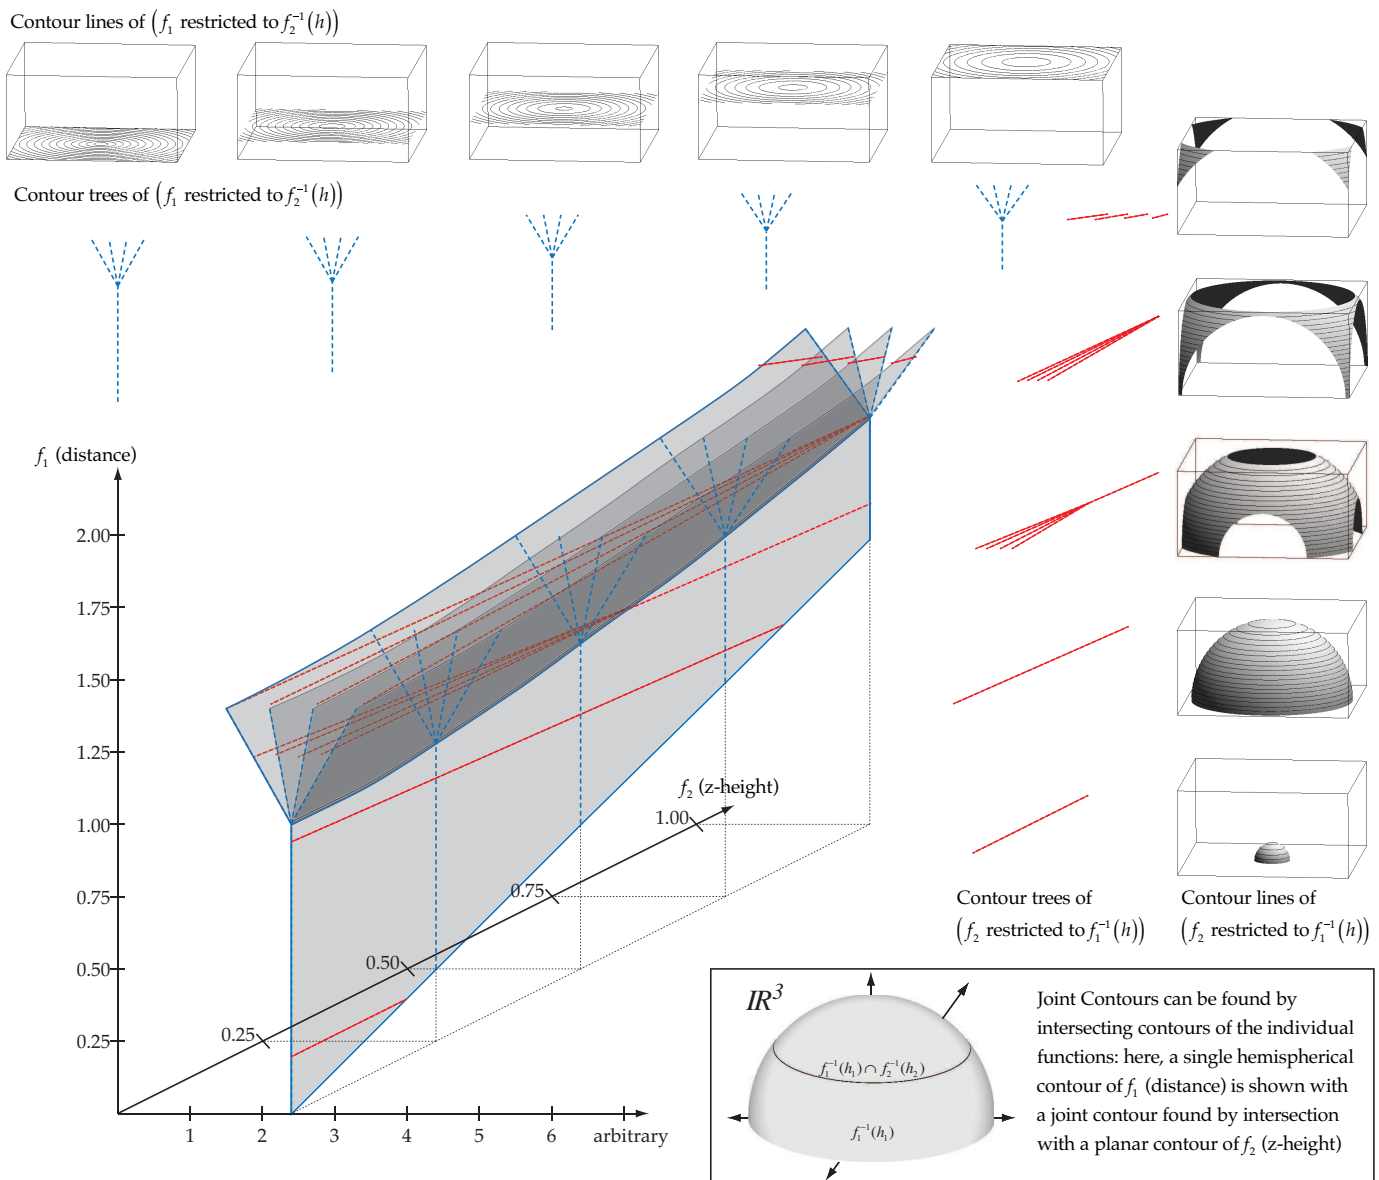 Contour lines of (f₁ restricted to f₂⁻¹(h))
Contour trees of (f₁ restricted to f₂⁻¹(h))
f₁ (distance)
2.00
1.75
1.50
1.25
1.00
0.75
0.50
0.25
f₂ (z-height)
1.00
0.75
0.50
0.25
1 2 3 4 5 6 arbitrary
Contour trees of
(f₂ restricted to f₁⁻¹(h))
Contour lines of
(f₂ restricted to f₁⁻¹(h))
IR³
f₁⁻¹(h₁)∩f₂⁻¹(h₂)
f₁⁻¹(h₁)
Joint Contours can be found by
intersecting contours of the individual
functions: here, a single hemispherical
contour of f₁ (distance) is shown with
a joint contour found by intersection
with a planar contour of f₂ (z-height)